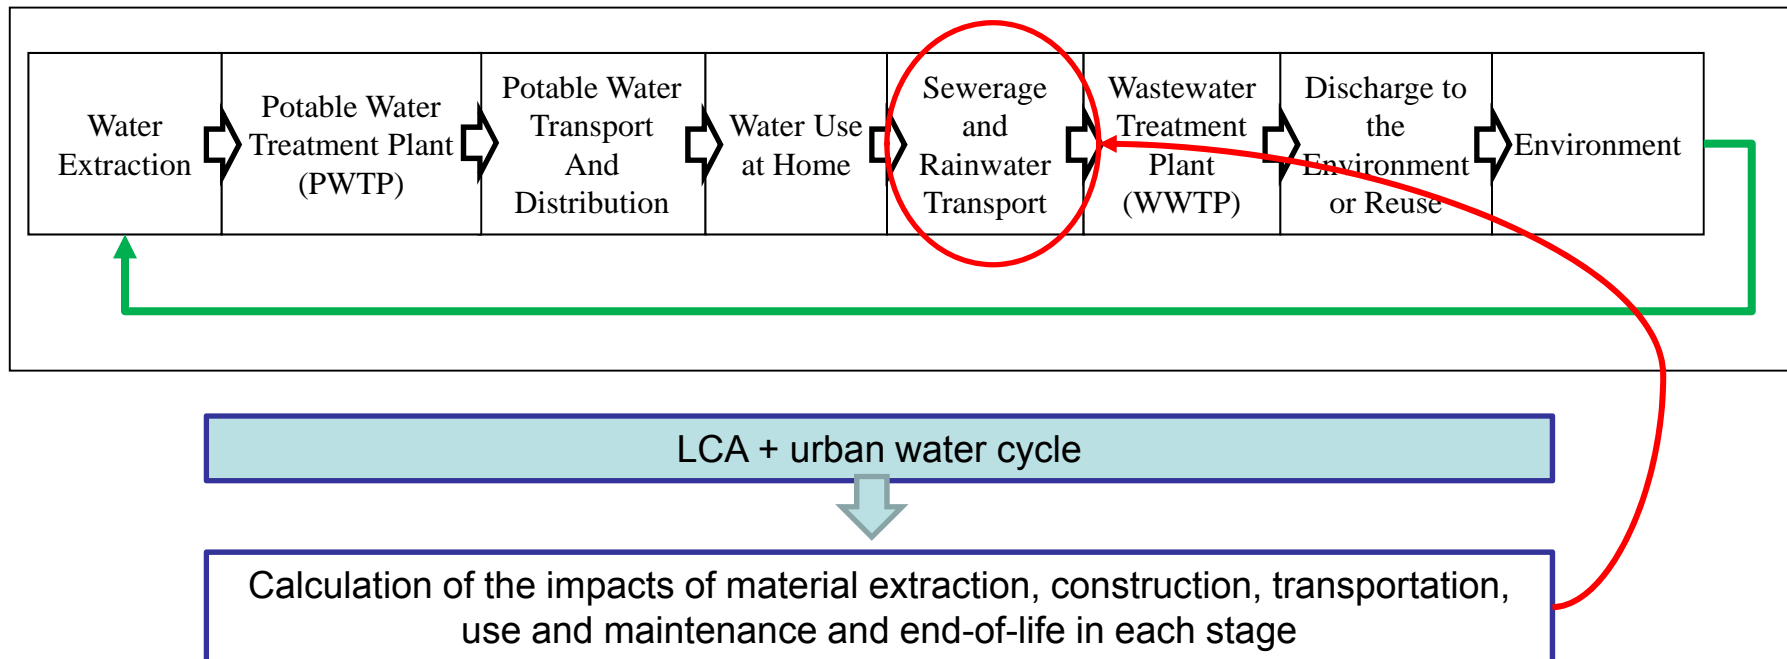 Water
Extraction
Potable Water
Treatment Plant
(PWTP)
Potable Water
Transport
And
Distribution
Water Use
at Home
Sewerage
and
Rainwater
Transport
Wastewater
Treatment
Plant
(WWTP)
Discharge to
the
Environment
or Reuse
Environment
LCA + urban water cycle
Calculation of the impacts of material extraction, construction, transportation,
use and maintenance and end-of-life in each stage